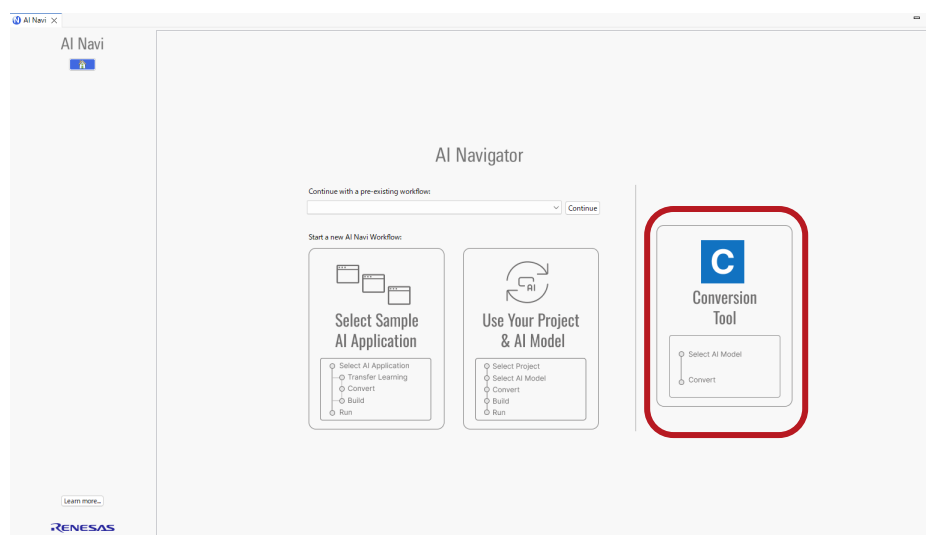 AI Navi
AI Navi
AI Navigator
Continue with a pre-existing workflow:
Continue
Start a new AI Navi Workflow:
AI
Select Sample
AI Application
Select AI Application
Transfer Learning
Convert
Build
Run
Use Your Project
& AI Model
Select Project
Select AI Model
Convert
Build
Run
C
Conversion
Tool
Select AI Model
Convert
Learn more...
RENESAS